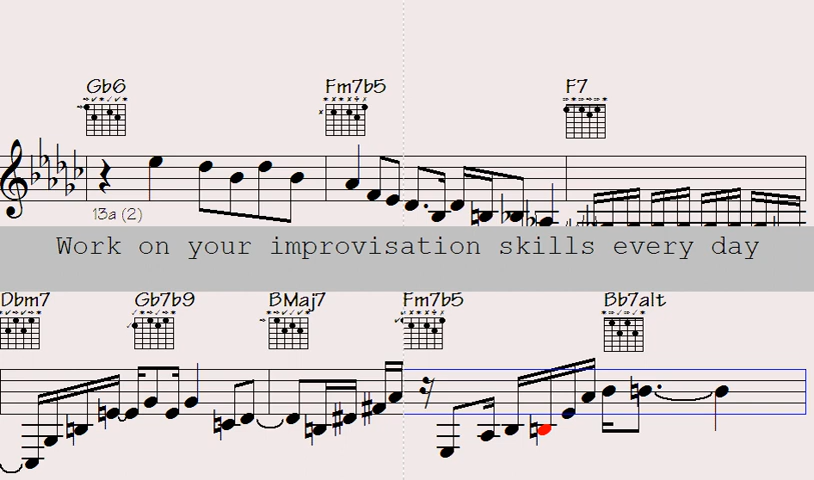 Gb6 Fm7b5 F7
13a (2)
Work on your improvisation skills every day
Dbm7 Gb7b9 BMaj7 Fm7b5 Bb7alt